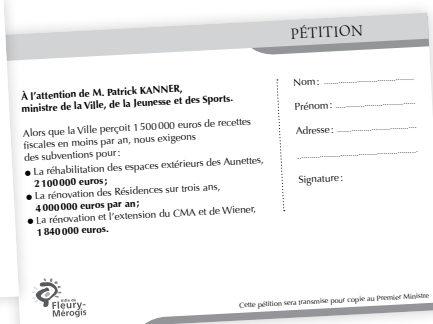 PÉTITION
À l'attention de M. Patrick KANNER,
ministre de la Ville, de la Jeunesse et des Sports.
Alors que la Ville perçoit 1 500 000 euros de recettes
fiscales en moins par an, nous exigeons
des subventions pour :
● La réhabilitation des espaces extérieurs des Aunettes,
2 100 000 euros ;
● La rénovation des Résidences sur trois ans,
4 000 000 euros par an ;
● La rénovation et l'extension du CMA et de Wiener,
1 840 000 euros.
Nom :
Prénom :
Adresse :
Signature :
Ville de
Fleury-
Mérogis
Cette pétition sera transmise pour copie au Premier Ministre